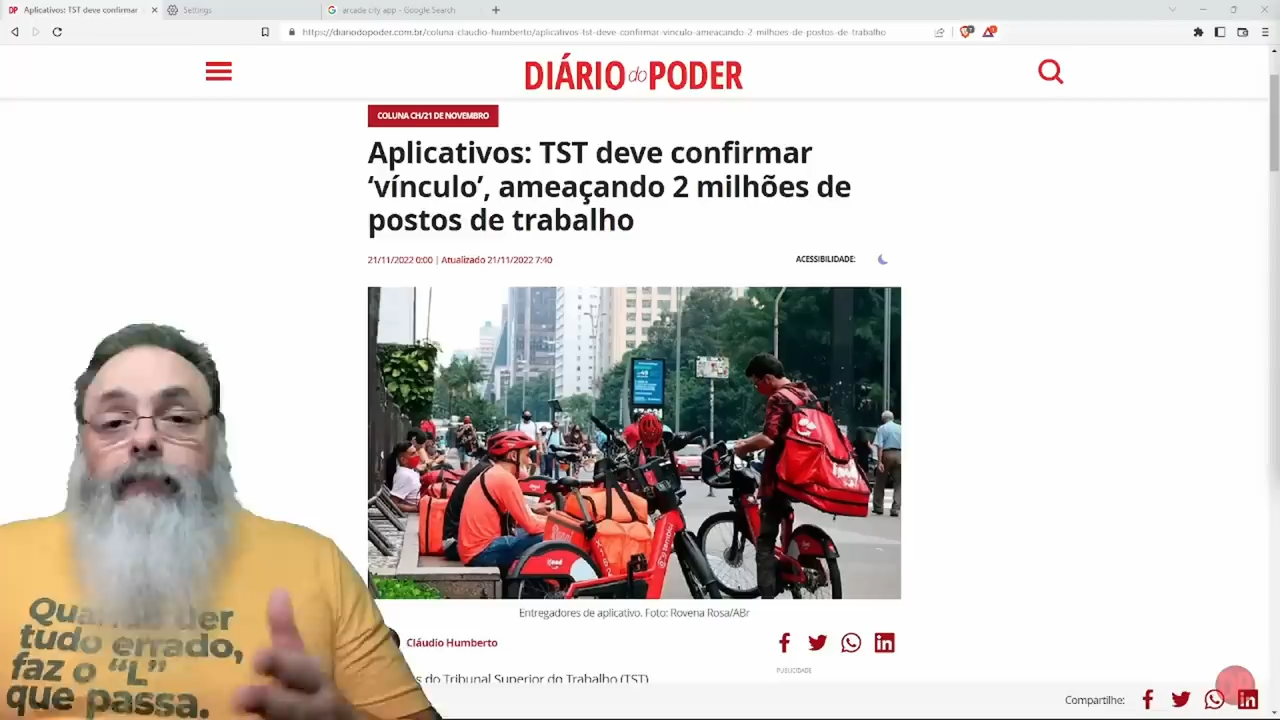 Aplicativos: TST deve confirmar
Settings
arcade city app - Google Search
https://diariodopoder.com.br/coluna-claudio-humberto/aplicativos-tst-deve-confirmar-vinculo-ameacando-2-milhoes-de-postos-de-trabalho
DIÁRIO do PODER
COLUNA CH/21 DE NOVEMBRO
Aplicativos: TST deve confirmar
‘vínculo’, ameaçando 2 milhões de
postos de trabalho
21/11/2022 0:00 | Atualizado 21/11/2022 7:40
ACESSIBILIDADE:
Entregadores de aplicativo. Foto: Rovena Rosa/ABr
Cláudio Humberto
PUBLICIDADE
do Tribunal Superior do Trabalho (TST)
Compartilhe:
tudo errado,
faz o “L”
que passa.